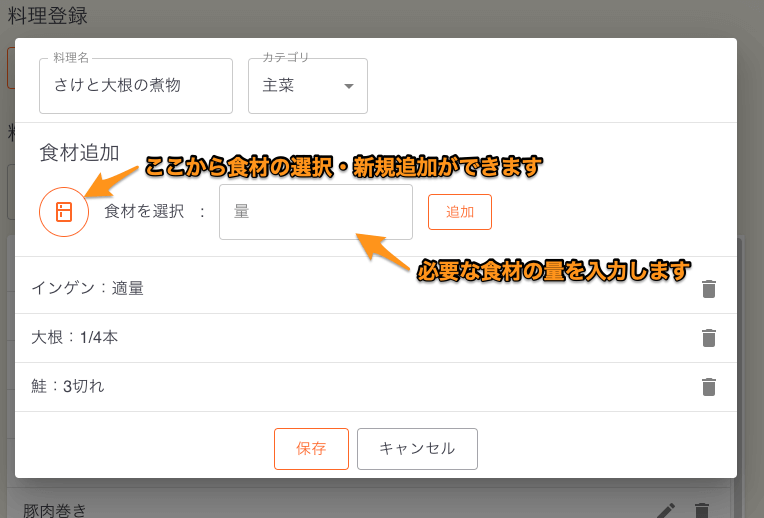 料理登録
料理名
カテゴリ
さけと大根の煮物
主菜
食材追加
ここから食材の選択・新規追加ができます
食材を選択 : 量 追加
必要な食材の量を入力します
インゲン：適量
大根：1/4本
鮭：3切れ
保存 キャンセル
豚肉巻き